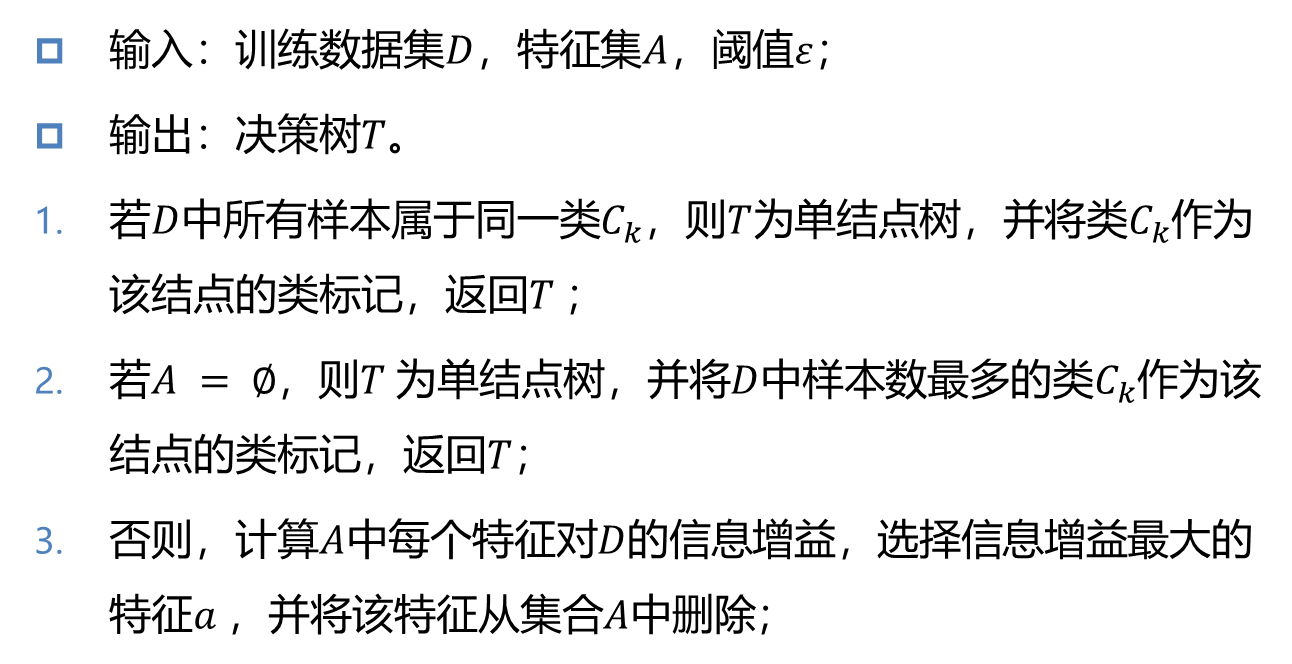 输入：训练数据集D，特征集A，阈值ε；
输出：决策树T。
1. 若D中所有样本属于同一类Cₖ，则T为单结点树，并将类Cₖ作为
该结点的类标记，返回T；
2. 若A = ∅，则T 为单结点树，并将D中样本数最多的类Cₖ作为该
结点的类标记，返回T；
3. 否则，计算A中每个特征对D的信息增益，选择信息增益最大的
特征a，并将该特征从集合A中删除；